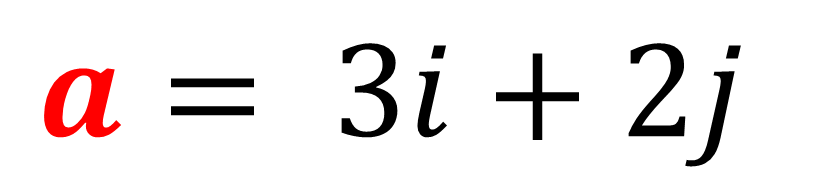 a = 3i + 2j